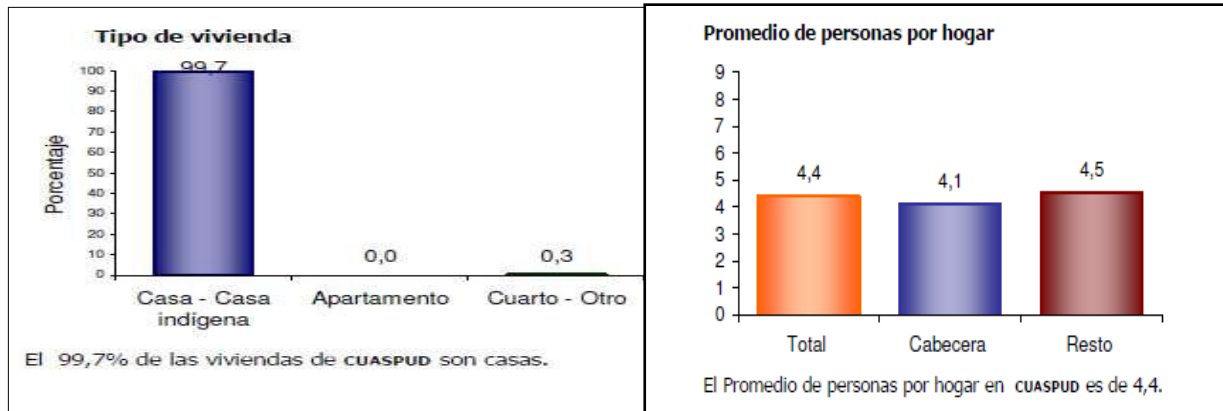 Tipo de vivienda
99,7
100
90
80
70
60
50
40
30
20
10
0
Porcentaje
0,0
0,3
Casa - Casa indígena
Apartamento
Cuarto - Otro
El 99,7% de las viviendas de CUASPUD son casas.
Promedio de personas por hogar
9
8
7
6
5
4
3
2
1
0
4,4
4,1
4,5
Total
Cabecera
Resto
El Promedio de personas por hogar en CUASPUD es de 4,4.